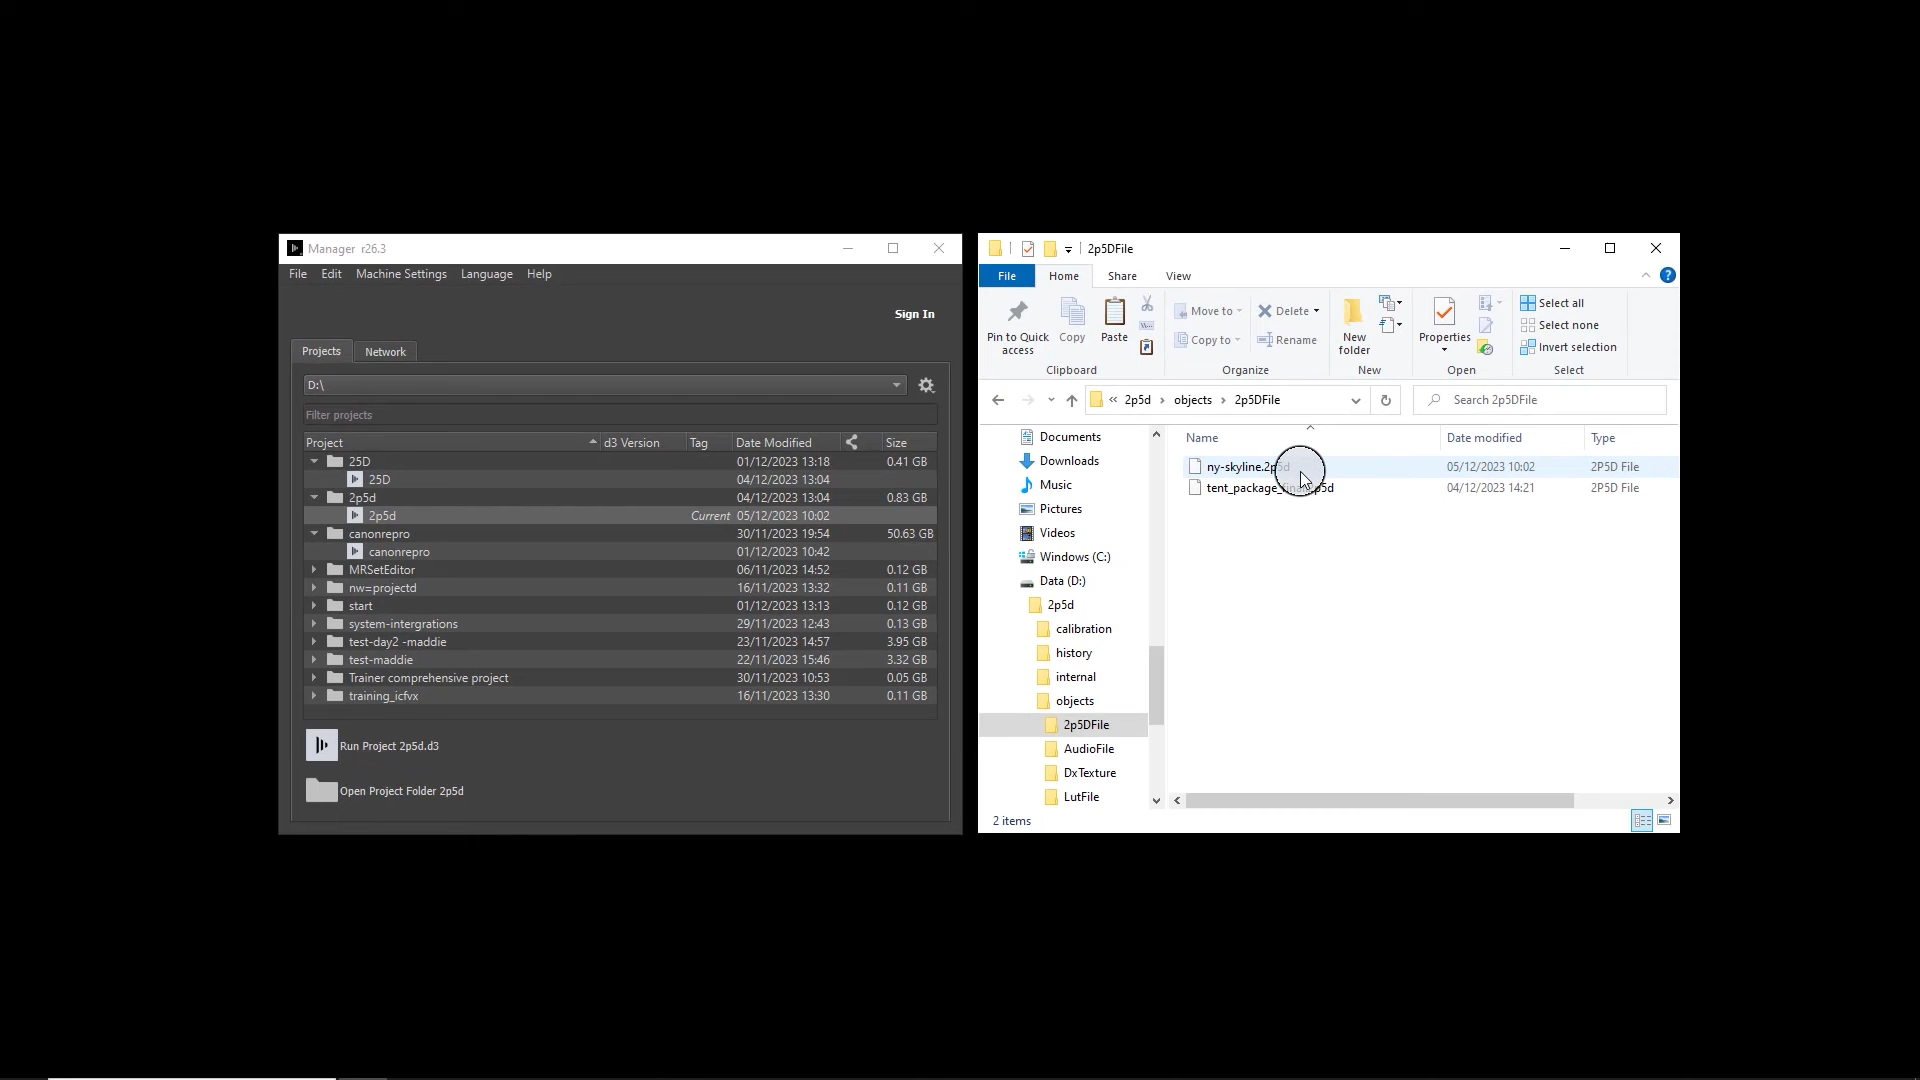 Manager r26.3
File Edit Machine Settings Language Help
Sign In
Projects Network
D:\
Filter projects
Project d3 Version Tag Date Modified Size
25D 01/12/2023 13:18 0.41 GB
25D 04/12/2023 13:04
2p5d 04/12/2023 13:04 0.83 GB
2p5d Current 05/12/2023 10:02
canonrepro 30/11/2023 19:54 50.63 GB
canonrepro 01/12/2023 10:42
MRSetEditor 06/11/2023 14:52 0.12 GB
nw=projectd 16/11/2023 13:32 0.11 GB
start 01/12/2023 13:13 0.12 GB
system-intergrations 29/11/2023 12:43 0.13 GB
test-day2 -maddie 23/11/2023 14:57 3.95 GB
test-maddie 22/11/2023 15:46 3.32 GB
Trainer comprehensive project 30/11/2023 10:53 0.05 GB
training_icfvx 16/11/2023 13:30 0.11 GB
Run Project 2p5d.d3
Open Project Folder 2p5d
2p5DFile
File Home Share View
Pin to Quick access
Copy
Paste
Clipboard
Move to
Copy to
Delete
Rename
Organize
New folder
New
Properties
Open
Select all
Select none
Invert selection
Select
2p5d objects 2p5DFile
Search 2p5DFile
Documents
Downloads
Music
Pictures
Videos
Windows (C:)
Data (D:)
2p5d
calibration
history
internal
objects
2p5DFile
AudioFile
DxTexture
LutFile
Name Date modified Type
ny-skyline.2p5d 05/12/2023 10:02 2P5D File
tent_package_final.2p5d 04/12/2023 14:21 2P5D File
2 items